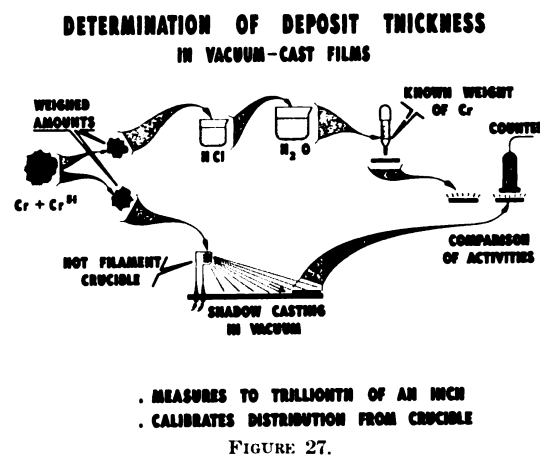 DETERMINATION OF DEPOSIT THICKNESS
IN VACUUM-CAST FILMS
WEIGHED
AMOUNTS
KNOWN WEIGHT
OF Cr
COUNTER
HCl
H2O
Cr + Cr51
COMPARISON
OF ACTIVITIES
HOT FILAMENT
CRUCIBLE
SHADOW CASTING
IN VACUUM
. MEASURES TO TRILLIONTH OF AN INCH
. CALIBRATES DISTRIBUTION FROM CRUCIBLE
FIGURE 27.